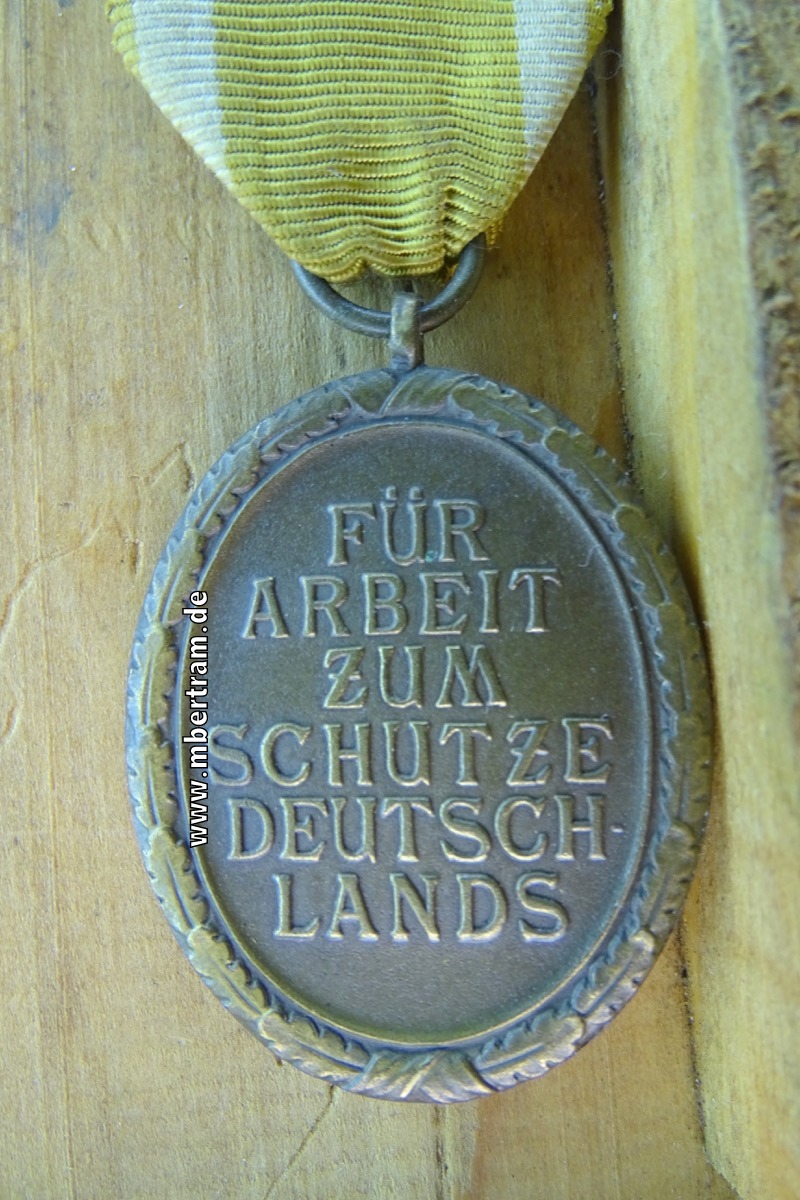 FÜR
ARBEIT
ZUM
SCHUTZE
DEUTSCH-
LANDS
www.mbertram.de